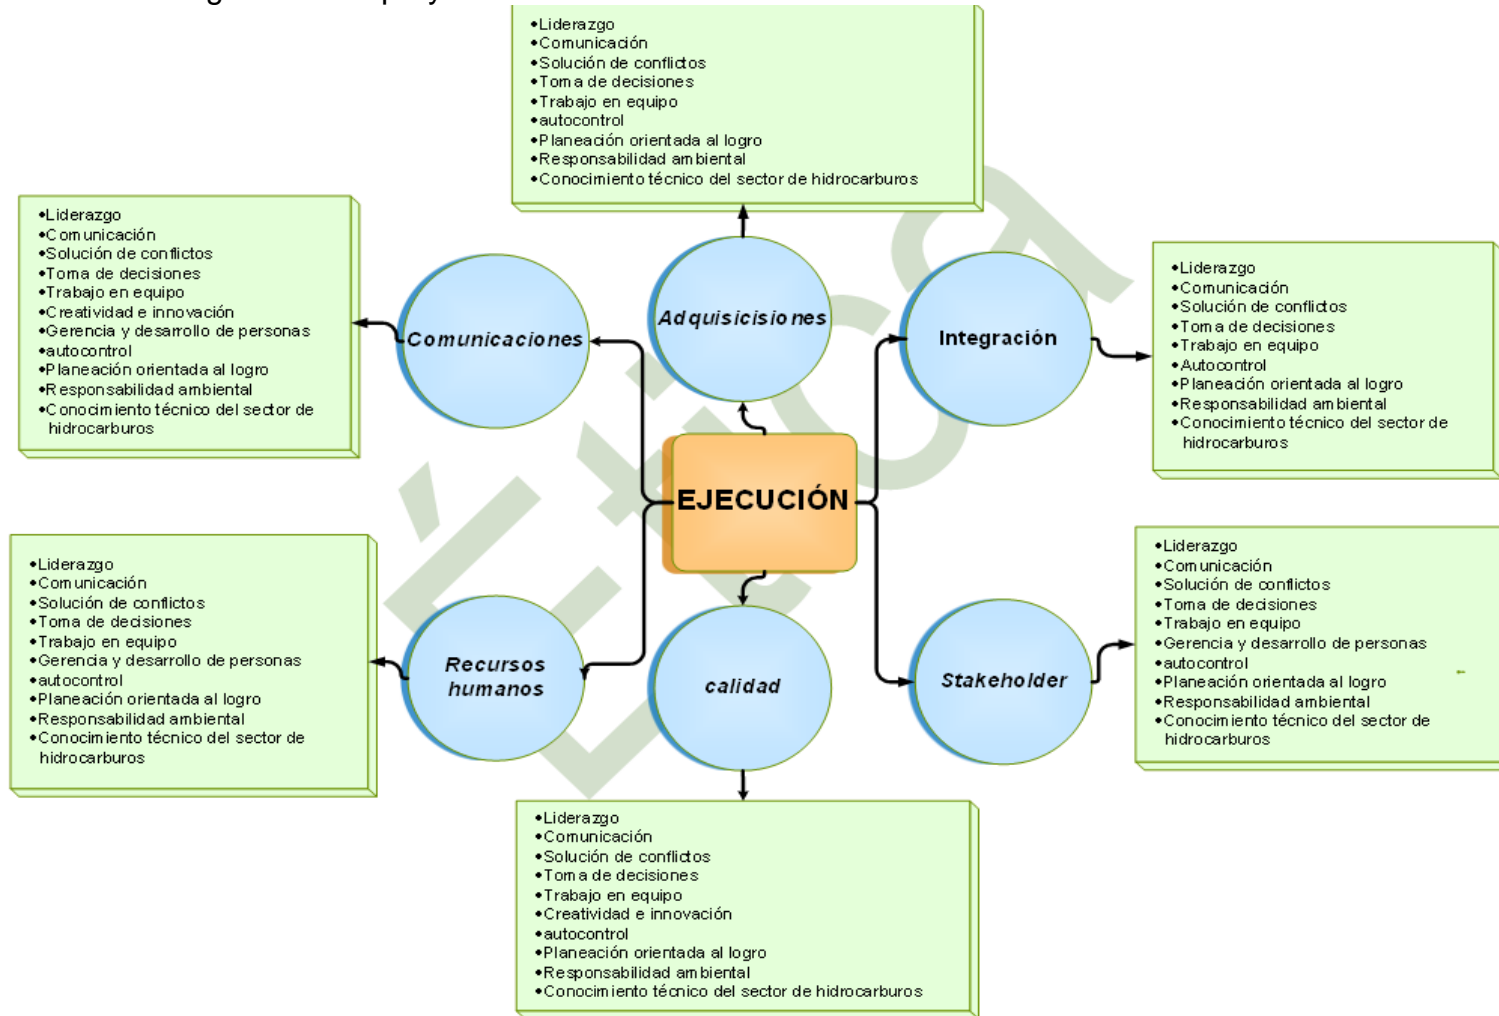 •Liderazgo
•Comunicación
•Solución de conflictos
•Toma de decisiones
•Trabajo en equipo
•autocontrol
•Planeación orientada al logro
•Responsabilidad ambiental
•Conocimiento técnico del sector de hidrocarburos
•Liderazgo
•Comunicación
•Solución de conflictos
•Toma de decisiones
•Trabajo en equipo
•Creatividad e innovación
•Gerencia y desarrollo de personas
•autocontrol
•Planeación orientada al logro
•Responsabilidad ambiental
•Conocimiento técnico del sector de
hidrocarburos
Comunicaciones
Adquisicisiones
Integración
•Liderazgo
•Comunicación
•Solución de conflictos
•Toma de decisiones
•Trabajo en equipo
•Autocontrol
•Planeación orientada al logro
•Responsabilidad ambiental
•Conocimiento técnico del sector de
hidrocarburos
Ética
EJECUCIÓN
•Liderazgo
•Comunicación
•Solución de conflictos
•Toma de decisiones
•Trabajo en equipo
•Gerencia y desarrollo de personas
•autocontrol
•Planeación orientada al logro
•Responsabilidad ambiental
•Conocimiento técnico del sector de
hidrocarburos
Recursos
humanos
calidad
Stakeholder
•Liderazgo
•Comunicación
•Solución de conflictos
•Toma de decisiones
•Trabajo en equipo
•Gerencia y desarrollo de personas
•autocontrol
•Planeación orientada al logro
•Responsabilidad ambiental
•Conocimiento técnico del sector de
hidrocarburos
•Liderazgo
•Comunicación
•Solución de conflictos
•Toma de decisiones
•Trabajo en equipo
•Creatividad e innovación
•autocontrol
•Planeación orientada al logro
•Responsabilidad ambiental
•Conocimiento técnico del sector de hidrocarburos